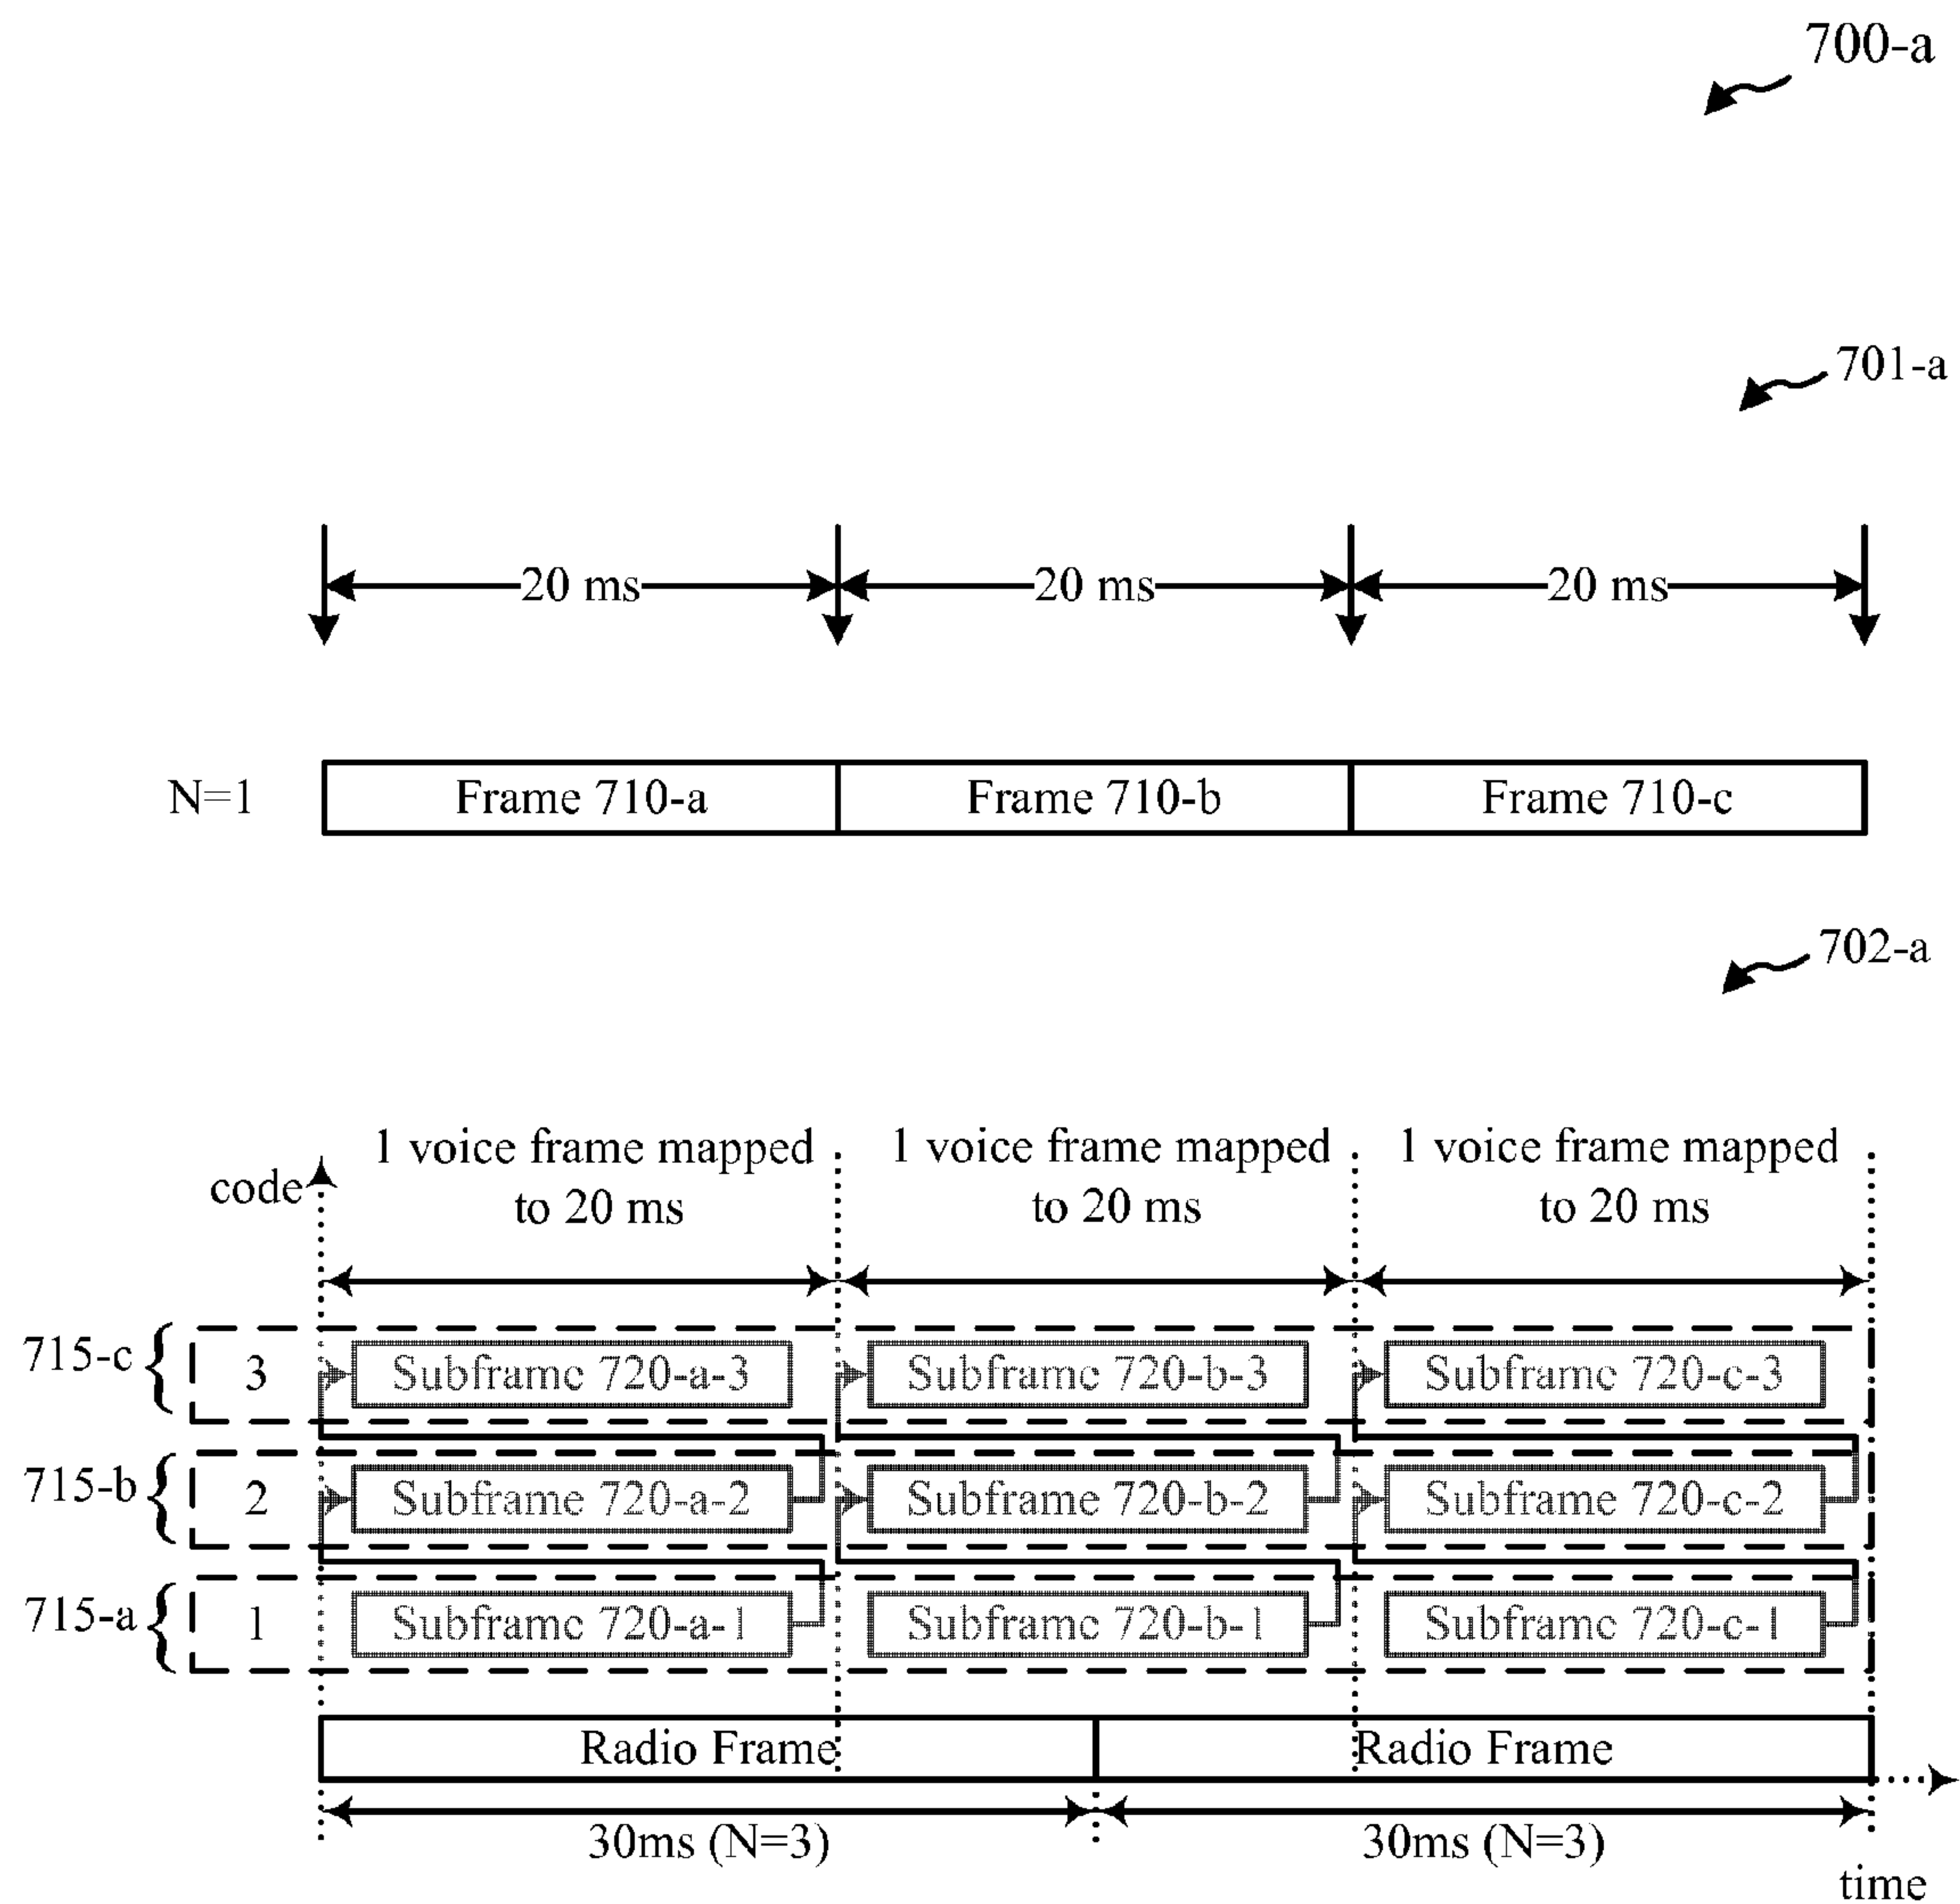 700-a
701-a
20 ms 20 ms 20 ms
N=1 Frame 710-a Frame 710-b Frame 710-c
702-a
1 voice frame mapped to 20 ms
1 voice frame mapped to 20 ms
1 voice frame mapped to 20 ms
code
715-c 3 Subframe 720-a-3 Subframe 720-b-3 Subframe 720-c-3
715-b 2 Subframe 720-a-2 Subframe 720-b-2 Subframe 720-c-2
715-a 1 Subframe 720-a-1 Subframe 720-b-1 Subframe 720-c-1
Radio Frame Radio Frame
30ms (N=3) 30ms (N=3)
time